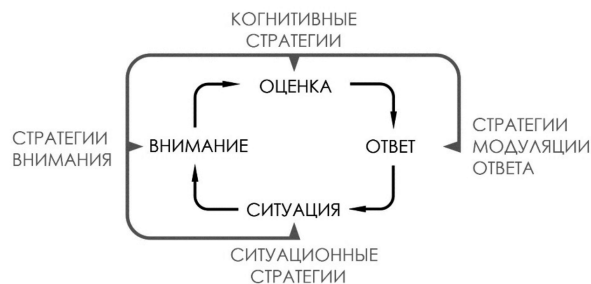 КОГНИТИВНЫЕ
СТРАТЕГИИ
ОЦЕНКА
СТРАТЕГИИ
ВНИМАНИЯ
ВНИМАНИЕ
ОТВЕТ
СТРАТЕГИИ
МОДУЛЯЦИИ
ОТВЕТА
СИТУАЦИЯ
СИТУАЦИОННЫЕ
СТРАТЕГИИ